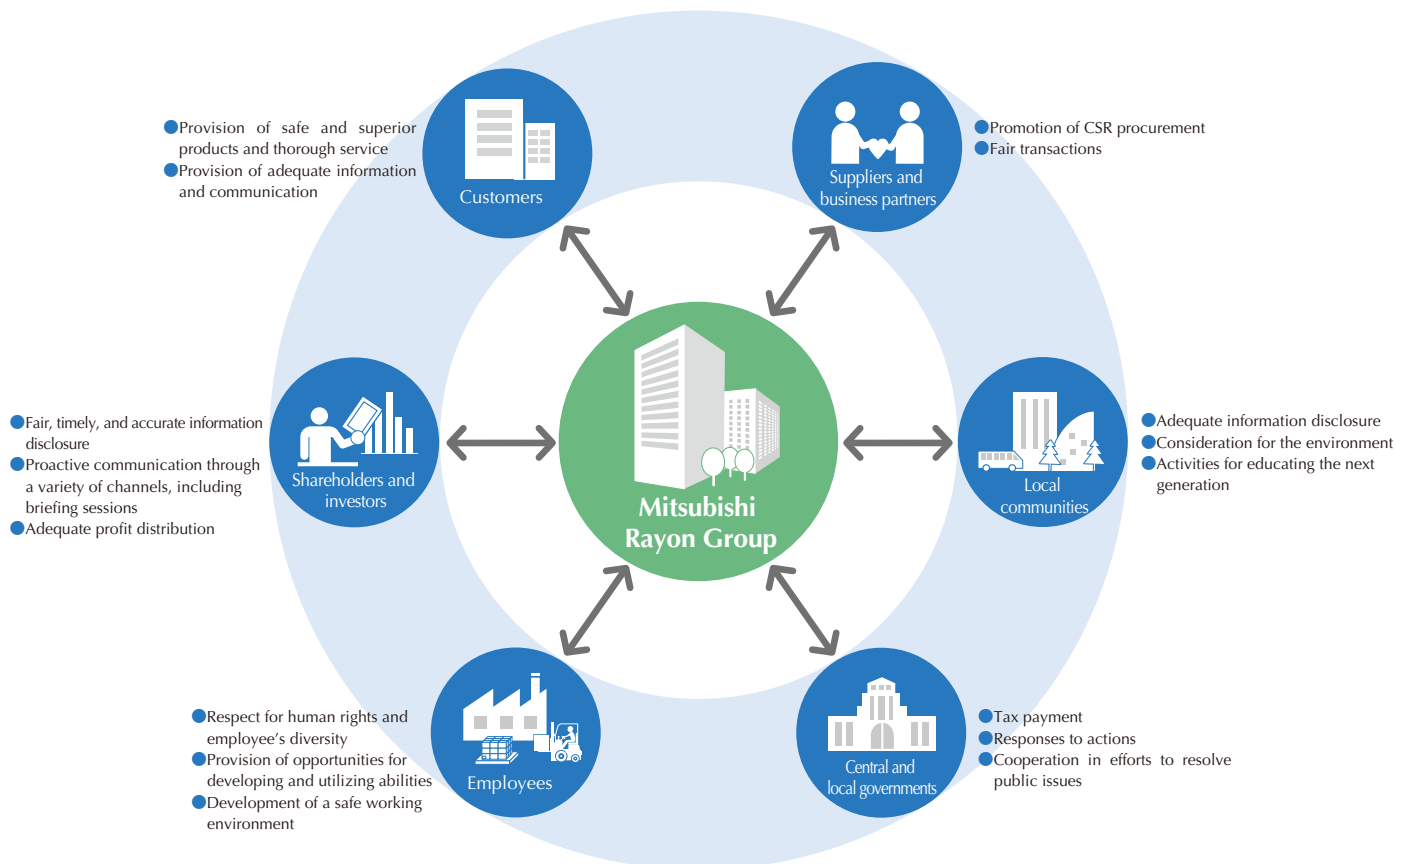 ●Provision of safe and superior
products and thorough service
●Provision of adequate information
and communication
Customers
Suppliers and
business partners
●Promotion of CSR procurement
●Fair transactions
●Fair, timely, and accurate information
disclosure
●Proactive communication through
a variety of channels, including
briefing sessions
●Adequate profit distribution
Shareholders and
investors
Mitsubishi
Rayon Group
Local
communities
●Adequate information disclosure
●Consideration for the environment
●Activities for educating the next
generation
●Respect for human rights and
employee's diversity
●Provision of opportunities for
developing and utilizing abilities
●Development of a safe working
environment
Employees
Central and
local governments
●Tax payment
●Responses to actions
●Cooperation in efforts to resolve
public issues